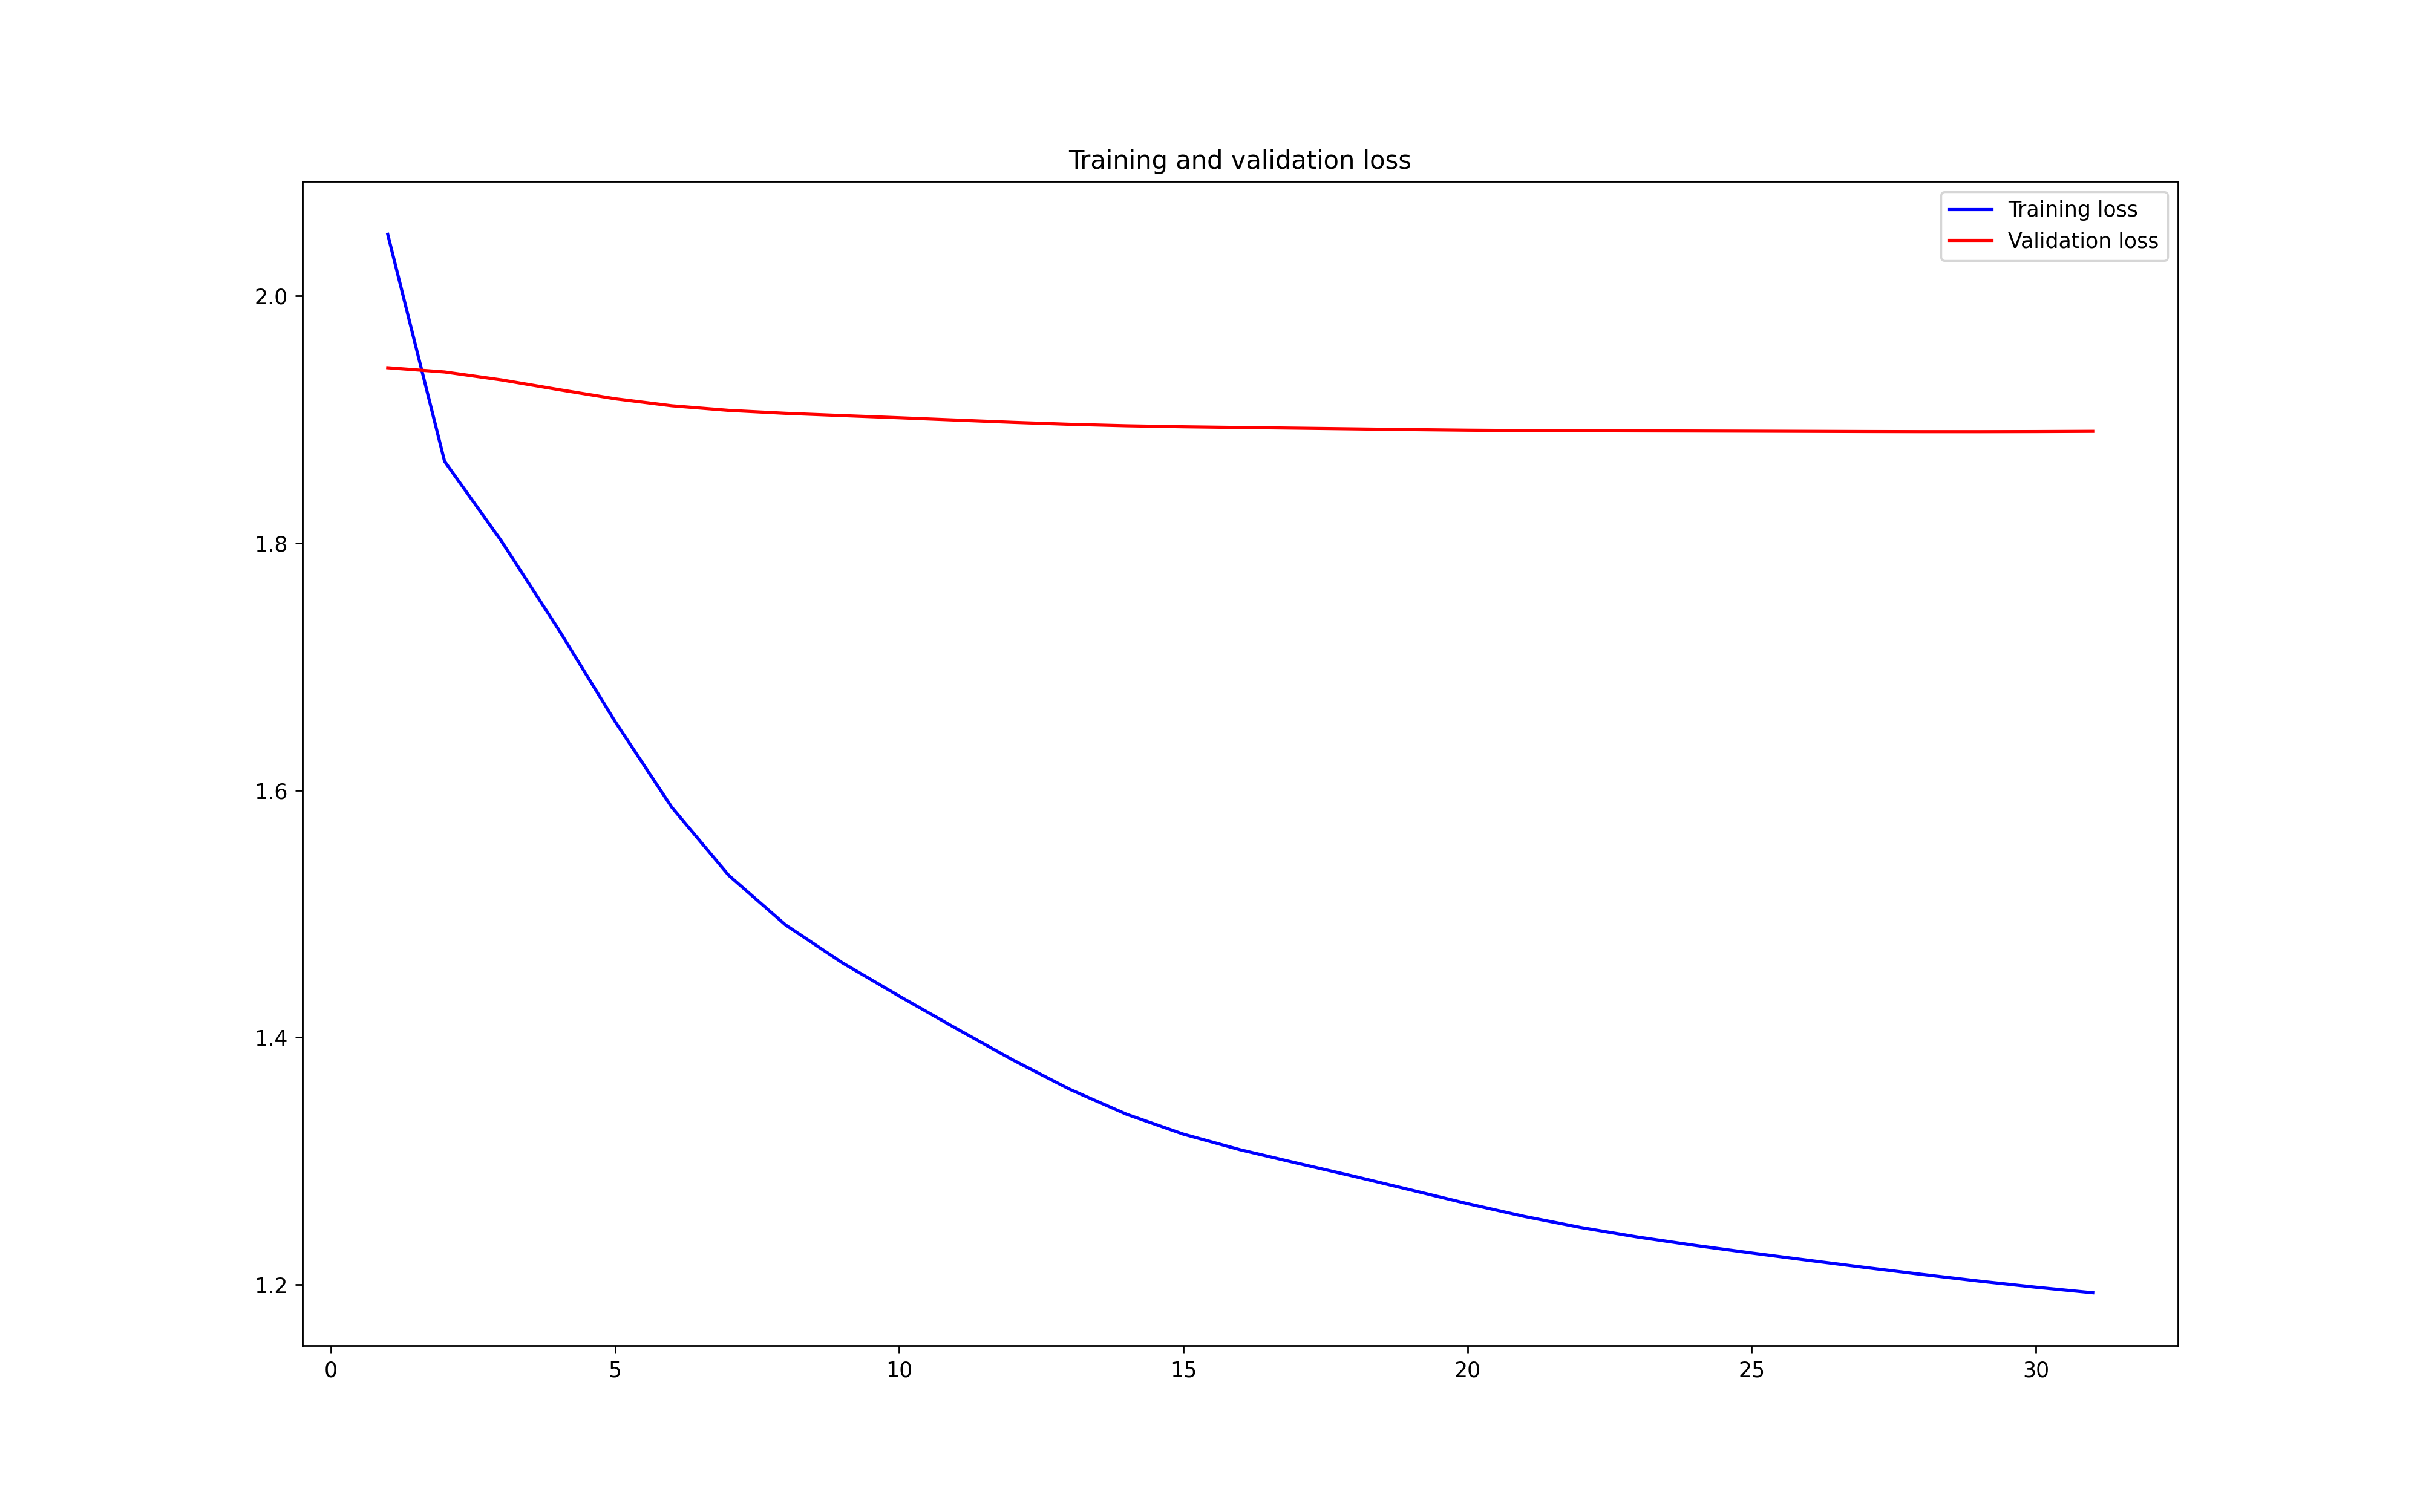 Training and validation loss
Training loss
Validation loss
2.0
1.8
1.6
1.4
1.2
0 5 10 15 20 25 30